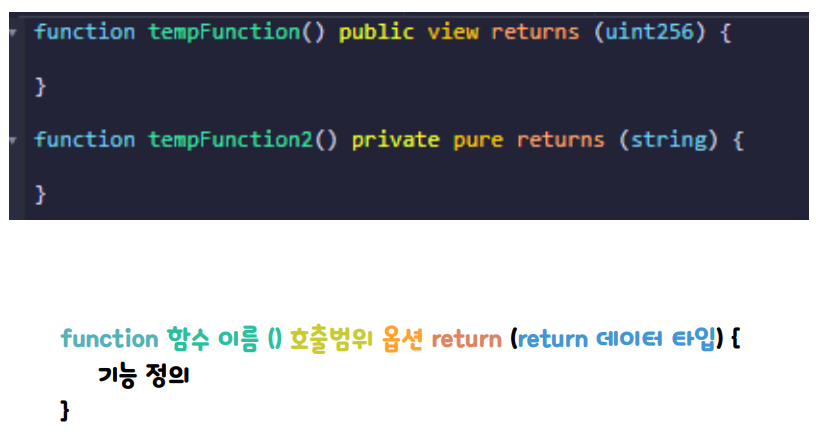 function tempFunction() public view returns (uint256) {
}
function tempFunction2() private pure returns (string) {
}
function 함수 이름 () 호출범위 옵션 return (return 데이터 타입) {
기능 정의
}